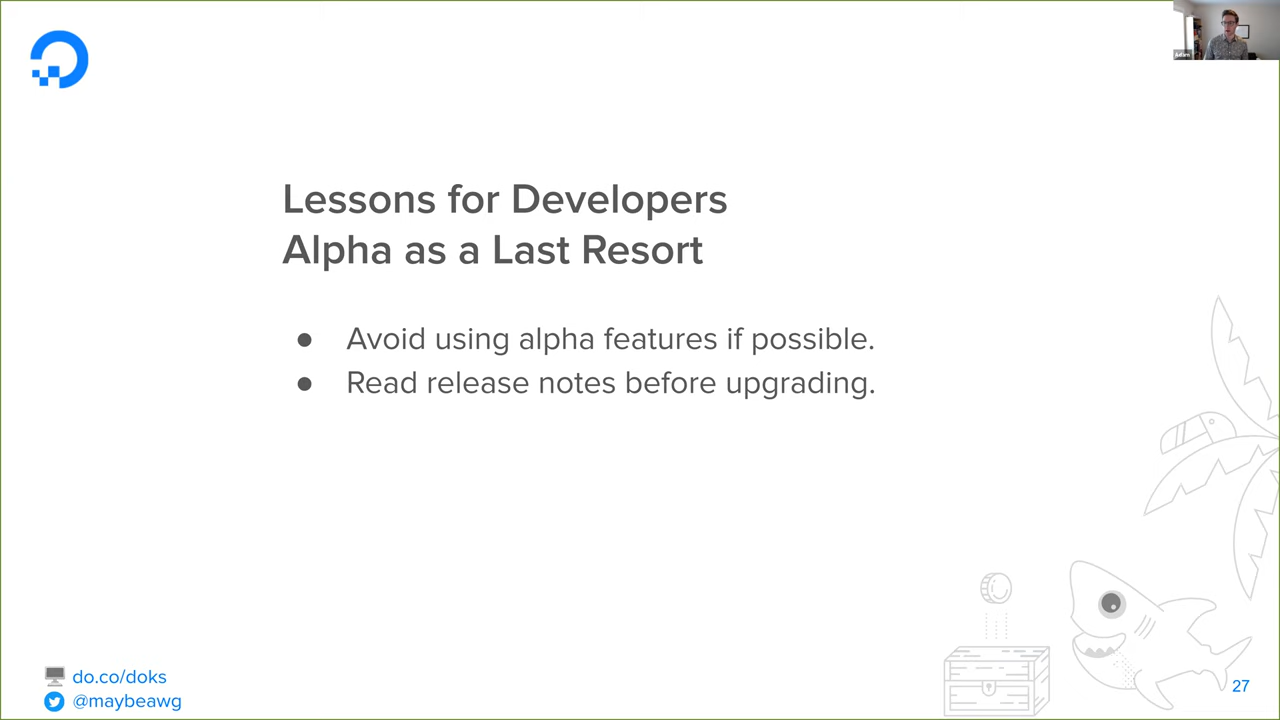 Adam
Lessons for Developers
Alpha as a Last Resort
● Avoid using alpha features if possible.
● Read release notes before upgrading.
do.co/doks
@maybeawg
27